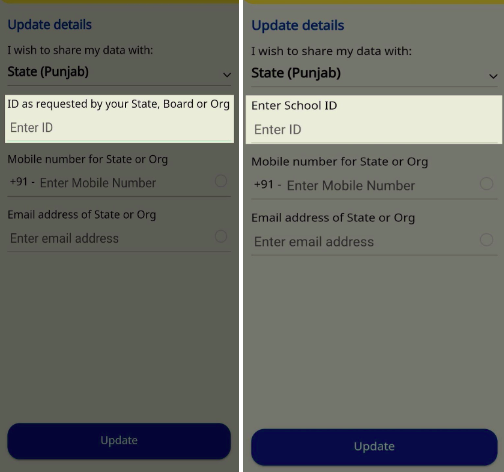 Update details
I wish to share my data with:
State (Punjab)
ID as requested by your State, Board or Org
Enter ID
Mobile number for State or Org
+91 - Enter Mobile Number
Email address of State or Org
Enter email address
Update
Update details
I wish to share my data with:
State (Punjab)
Enter School ID
Enter ID
Mobile number for State or Org
+91 - Enter Mobile Number
Email address of State or Org
Enter email address
Update